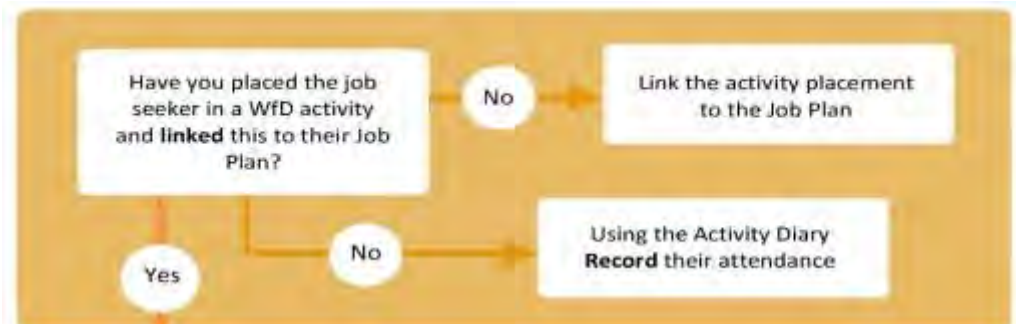 Have you placed the job
seeker in a WfD activity
and linked this to their Job
Plan?
No
Link the activity placement
to the Job Plan
Using the Activity Diary
Record their attendance
No
Yes